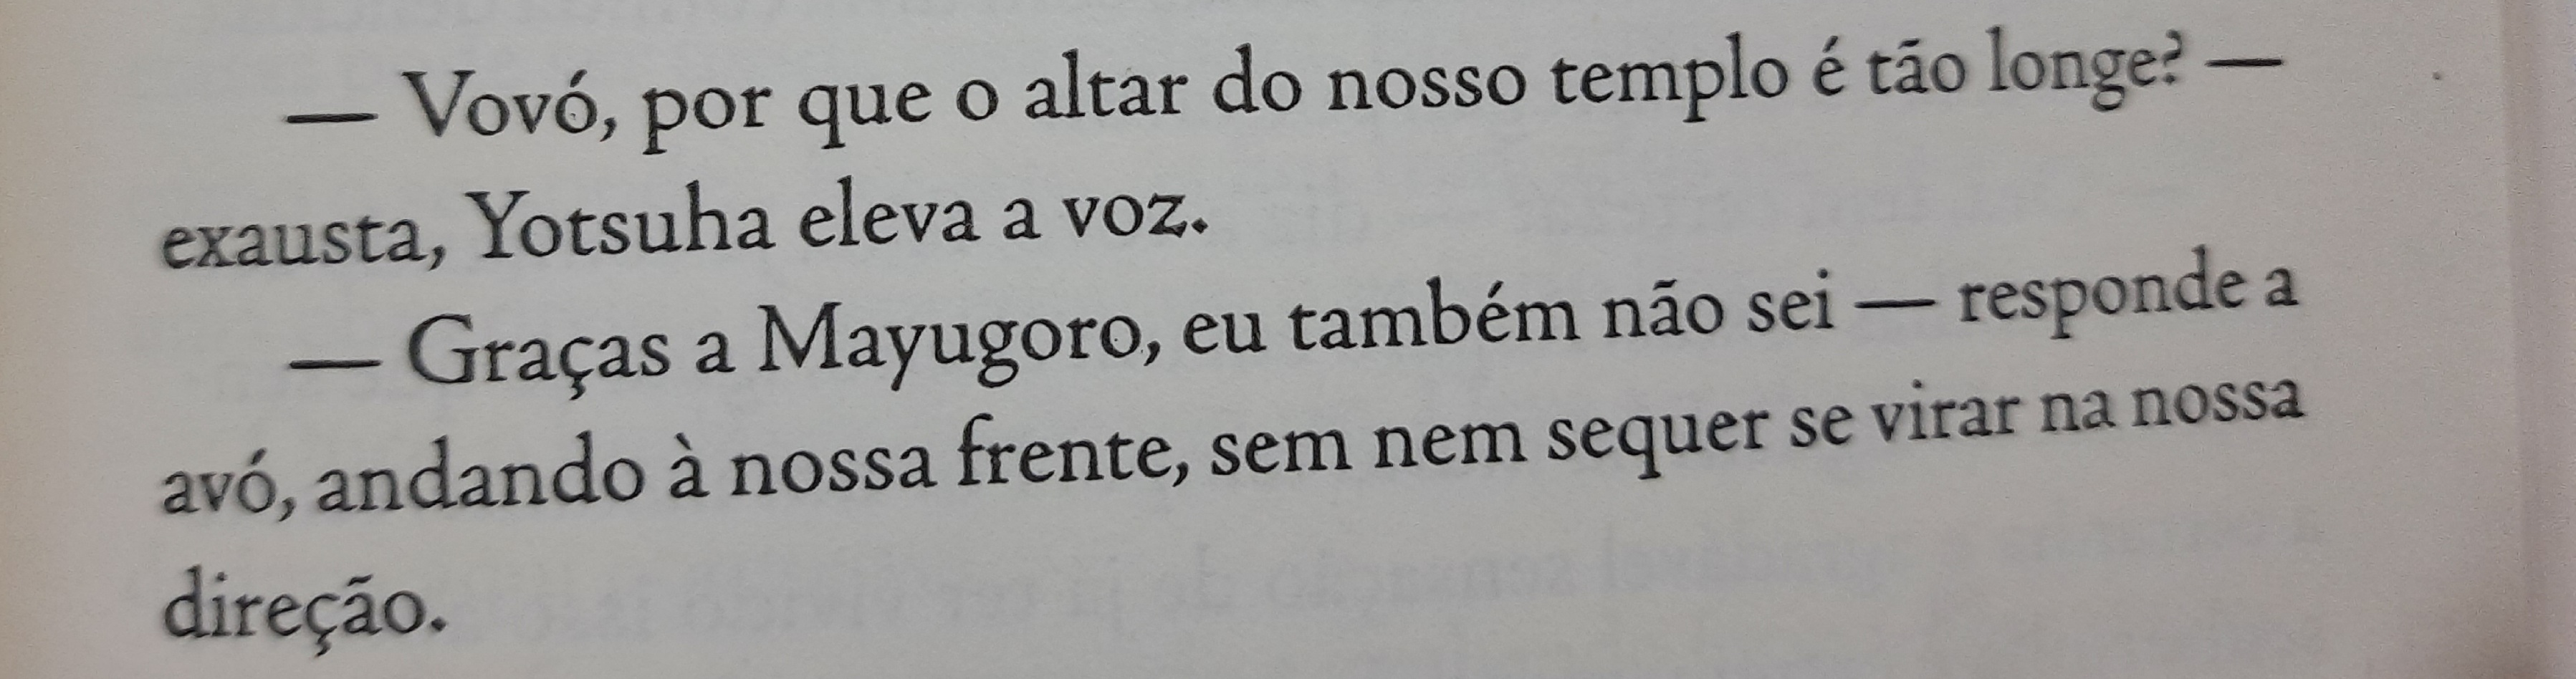 — Vovó, por que o altar do nosso templo é tão longe? —
exausta, Yotsuha eleva a voz.
— Graças a Mayugoro, eu também não sei — responde a
avó, andando à nossa frente, sem nem sequer se virar na nossa
direção.